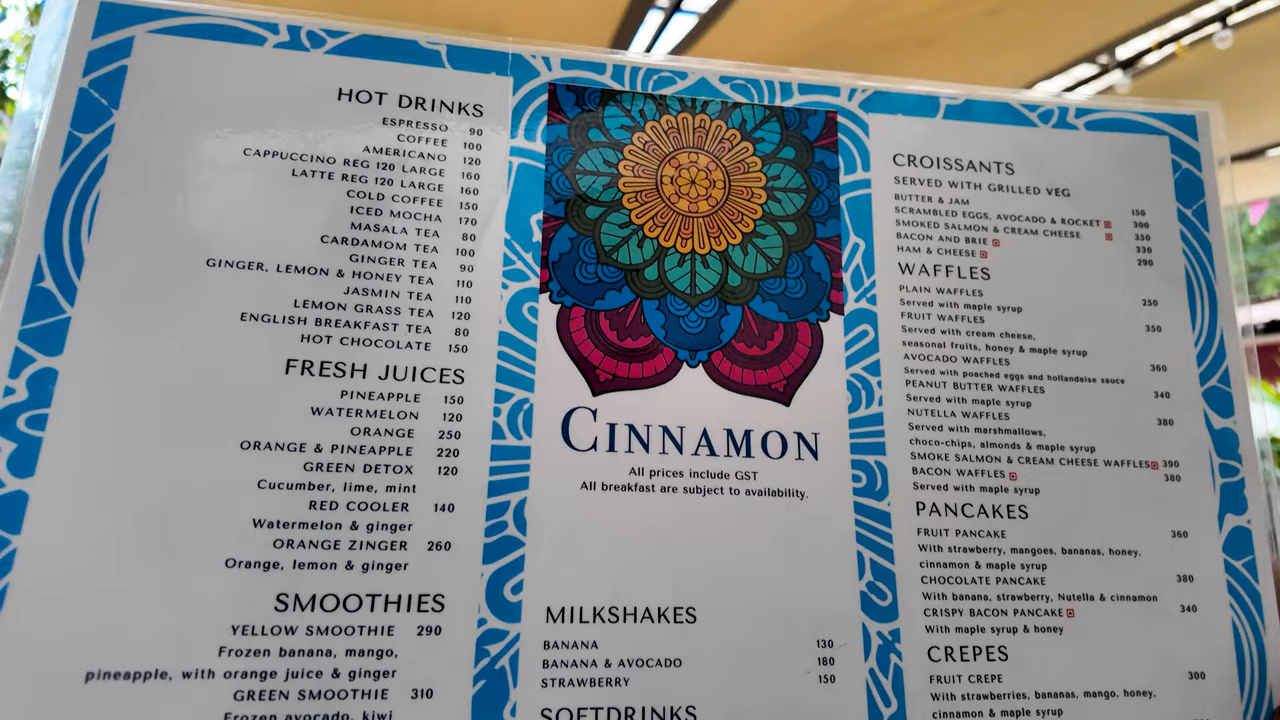 HOT DRINKS
ESPRESSO 90
COFFEE 100
AMERICANO 120
CAPPUCCINO REG 120 LARGE 160
LATTE REG 120 LARGE 160
COLD COFFEE 150
ICED MOCHA 170
MASALA TEA 80
CARDAMOM TEA 100
GINGER TEA 90
GINGER, LEMON & HONEY TEA 110
JASMIN TEA 110
LEMON GRASS TEA 120
ENGLISH BREAKFAST TEA 80
HOT CHOCOLATE 150
FRESH JUICES
PINEAPPLE 150
WATERMELON 120
ORANGE 250
ORANGE & PINEAPPLE 220
GREEN DETOX 120
Cucumber, lime, mint
RED COOLER 140
Watermelon & ginger
ORANGE ZINGER 260
Orange, lemon & ginger
SMOOTHIES
YELLOW SMOOTHIE 290
Frozen banana, mango,
pineapple, with orange juice & ginger
GREEN SMOOTHIE 310
Frozen avocado, kiwi
CINNAMON
All prices include GST
All breakfast are subject to availability.
MILKSHAKES
BANANA 130
BANANA & AVOCADO 180
STRAWBERRY 150
SOFTDRINKS
CROISSANTS
SERVED WITH GRILLED VEG
BUTTER & JAM 150
SCRAMBLED EGGS, AVOCADO & ROCKET 300
SMOKED SALMON & CREAM CHEESE 350
BACON AND BRIE 330
HAM & CHEESE 290
WAFFLES
PLAIN WAFFLES 250
Served with maple syrup
FRUIT WAFFLES 350
Served with cream cheese,
seasonal fruits, honey & maple syrup
AVOCADO WAFFLES 360
Served with poached eggs and hollandaise sauce
PEANUT BUTTER WAFFLES 340
Served with maple syrup
NUTELLA WAFFLES 380
Served with marshmallows,
choco-chips, almonds & maple syrup
SMOKE SALMON & CREAM CHEESE WAFFLES 390
BACON WAFFLES 380
Served with maple syrup
PANCAKES
FRUIT PANCAKE 360
With strawberry, mangoes, bananas, honey,
cinnamon & maple syrup
CHOCOLATE PANCAKE 380
With banana, strawberry, Nutella & cinnamon
CRISPY BACON PANCAKE 340
With maple syrup & honey
CREPES
FRUIT CREPE 300
With strawberries, bananas, mango, honey,
cinnamon & maple syrup